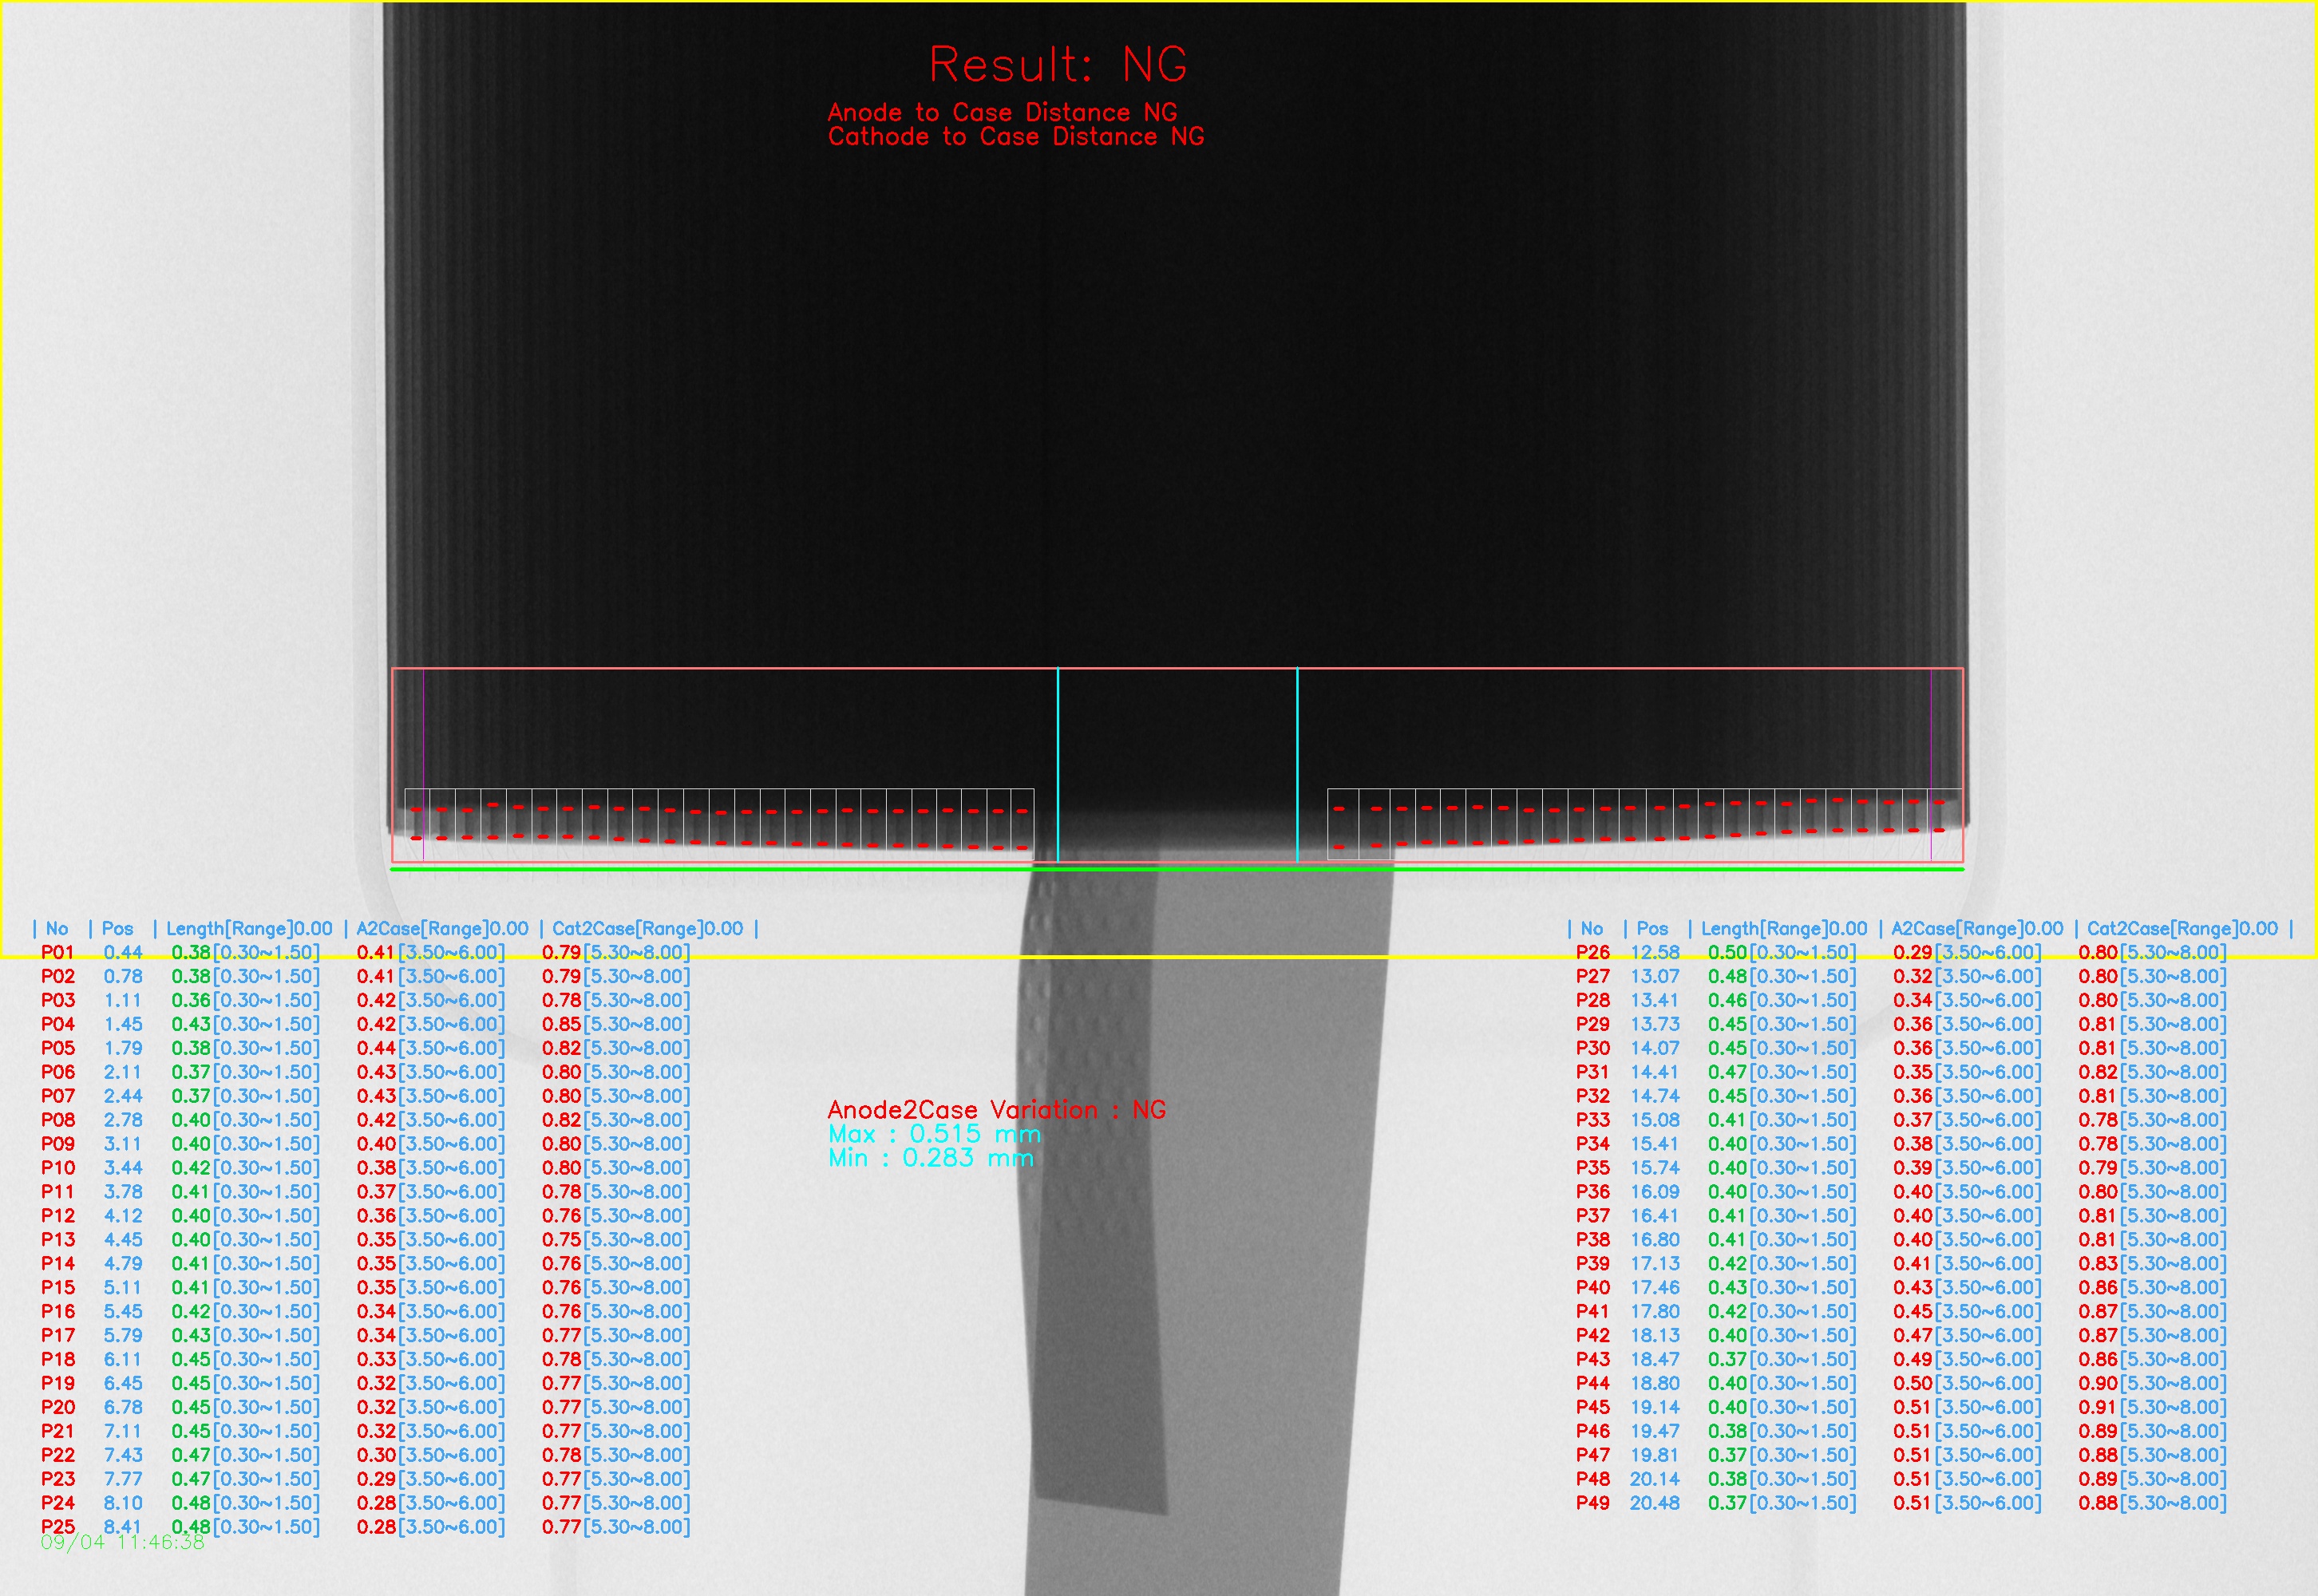 Result: NG
Anode to Case Distance NG
Cathode to Case Distance NG
| No | Pos | Length[Range]0.00 | A2Case[Range]0.00 | Cat2Case[Range]0.00 |
P01 0.44 0.38[0.30~1.50] 0.41[3.50~6.00] 0.79[5.30~8.00]
P02 0.78 0.38[0.30~1.50] 0.41[3.50~6.00] 0.79[5.30~8.00]
P03 1.11 0.36[0.30~1.50] 0.42[3.50~6.00] 0.78[5.30~8.00]
P04 1.45 0.43[0.30~1.50] 0.42[3.50~6.00] 0.85[5.30~8.00]
P05 1.79 0.38[0.30~1.50] 0.44[3.50~6.00] 0.82[5.30~8.00]
P06 2.11 0.37[0.30~1.50] 0.43[3.50~6.00] 0.80[5.30~8.00]
P07 2.44 0.37[0.30~1.50] 0.43[3.50~6.00] 0.80[5.30~8.00]
P08 2.78 0.40[0.30~1.50] 0.42[3.50~6.00] 0.82[5.30~8.00]
P09 3.11 0.40[0.30~1.50] 0.40[3.50~6.00] 0.80[5.30~8.00]
P10 3.44 0.42[0.30~1.50] 0.38[3.50~6.00] 0.80[5.30~8.00]
P11 3.78 0.41[0.30~1.50] 0.37[3.50~6.00] 0.78[5.30~8.00]
P12 4.12 0.40[0.30~1.50] 0.36[3.50~6.00] 0.76[5.30~8.00]
P13 4.45 0.40[0.30~1.50] 0.35[3.50~6.00] 0.75[5.30~8.00]
P14 4.79 0.41[0.30~1.50] 0.35[3.50~6.00] 0.76[5.30~8.00]
P15 5.11 0.41[0.30~1.50] 0.35[3.50~6.00] 0.76[5.30~8.00]
P16 5.45 0.42[0.30~1.50] 0.34[3.50~6.00] 0.76[5.30~8.00]
P17 5.79 0.43[0.30~1.50] 0.34[3.50~6.00] 0.77[5.30~8.00]
P18 6.11 0.45[0.30~1.50] 0.33[3.50~6.00] 0.78[5.30~8.00]
P19 6.45 0.45[0.30~1.50] 0.32[3.50~6.00] 0.77[5.30~8.00]
P20 6.78 0.45[0.30~1.50] 0.32[3.50~6.00] 0.77[5.30~8.00]
P21 7.11 0.45[0.30~1.50] 0.32[3.50~6.00] 0.77[5.30~8.00]
P22 7.43 0.47[0.30~1.50] 0.30[3.50~6.00] 0.78[5.30~8.00]
P23 7.77 0.47[0.30~1.50] 0.29[3.50~6.00] 0.77[5.30~8.00]
P24 8.10 0.48[0.30~1.50] 0.28[3.50~6.00] 0.77[5.30~8.00]
P25 8.41 0.48[0.30~1.50] 0.28[3.50~6.00] 0.77[5.30~8.00]
09/04 11:46:38
Anode2Case Variation : NG
Max : 0.515 mm
Min : 0.283 mm
| No | Pos | Length[Range]0.00 | A2Case[Range]0.00 | Cat2Case[Range]0.00 |
P26 12.58 0.50[0.30~1.50] 0.29[3.50~6.00] 0.80[5.30~8.00]
P27 13.07 0.48[0.30~1.50] 0.32[3.50~6.00] 0.80[5.30~8.00]
P28 13.41 0.46[0.30~1.50] 0.34[3.50~6.00] 0.80[5.30~8.00]
P29 13.73 0.45[0.30~1.50] 0.36[3.50~6.00] 0.81[5.30~8.00]
P30 14.07 0.45[0.30~1.50] 0.36[3.50~6.00] 0.81[5.30~8.00]
P31 14.41 0.47[0.30~1.50] 0.35[3.50~6.00] 0.82[5.30~8.00]
P32 14.74 0.45[0.30~1.50] 0.36[3.50~6.00] 0.81[5.30~8.00]
P33 15.08 0.41[0.30~1.50] 0.37[3.50~6.00] 0.78[5.30~8.00]
P34 15.41 0.40[0.30~1.50] 0.38[3.50~6.00] 0.78[5.30~8.00]
P35 15.74 0.40[0.30~1.50] 0.39[3.50~6.00] 0.79[5.30~8.00]
P36 16.09 0.40[0.30~1.50] 0.40[3.50~6.00] 0.80[5.30~8.00]
P37 16.41 0.41[0.30~1.50] 0.40[3.50~6.00] 0.81[5.30~8.00]
P38 16.80 0.41[0.30~1.50] 0.40[3.50~6.00] 0.81[5.30~8.00]
P39 17.13 0.42[0.30~1.50] 0.41[3.50~6.00] 0.83[5.30~8.00]
P40 17.46 0.43[0.30~1.50] 0.43[3.50~6.00] 0.86[5.30~8.00]
P41 17.80 0.42[0.30~1.50] 0.45[3.50~6.00] 0.87[5.30~8.00]
P42 18.13 0.40[0.30~1.50] 0.47[3.50~6.00] 0.87[5.30~8.00]
P43 18.47 0.37[0.30~1.50] 0.49[3.50~6.00] 0.86[5.30~8.00]
P44 18.80 0.40[0.30~1.50] 0.50[3.50~6.00] 0.90[5.30~8.00]
P45 19.14 0.40[0.30~1.50] 0.51[3.50~6.00] 0.91[5.30~8.00]
P46 19.47 0.38[0.30~1.50] 0.51[3.50~6.00] 0.89[5.30~8.00]
P47 19.81 0.37[0.30~1.50] 0.51[3.50~6.00] 0.88[5.30~8.00]
P48 20.14 0.38[0.30~1.50] 0.51[3.50~6.00] 0.89[5.30~8.00]
P49 20.48 0.37[0.30~1.50] 0.51[3.50~6.00] 0.88[5.30~8.00]